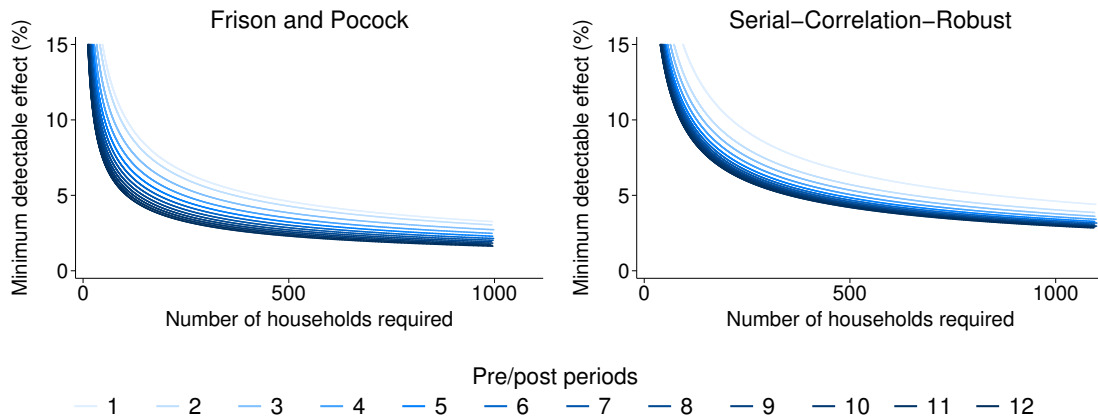 Frison and Pocock
Minimum detectable effect (%)
15
10
5
0
0 500 1000
Number of households required
Serial−Correlation−Robust
Minimum detectable effect (%)
15
10
5
0
0 500 1000
Number of households required
Pre/post periods
1 2 3 4 5 6 7 8 9 10 11 12